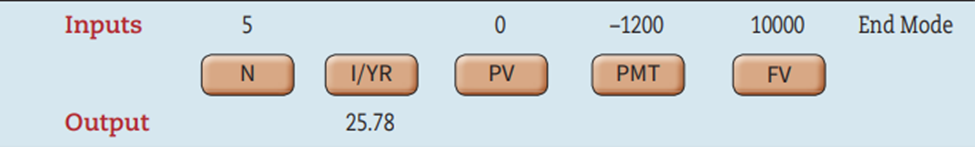 Inputs 5 0 –1200 10000 End Mode
N I/YR PV PMT FV
Output 25.78